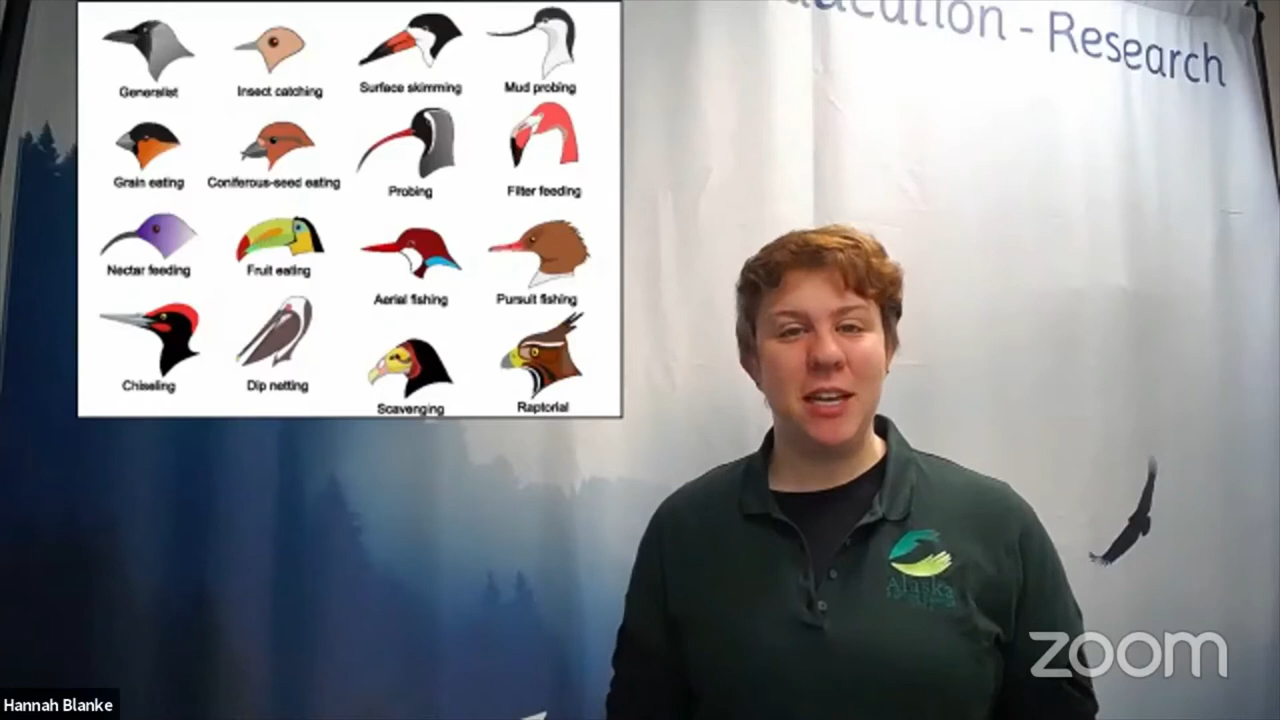 ucation - Research
Generalist
Insect catching
Surface skimming
Mud probing
Grain eating
Coniferous-seed eating
Probing
Filter feeding
Nectar feeding
Fruit eating
Aerial fishing
Pursuit fishing
Chiseling
Dip netting
Scavenging
Raptorial
Alaska
zoom
Hannah Blanke